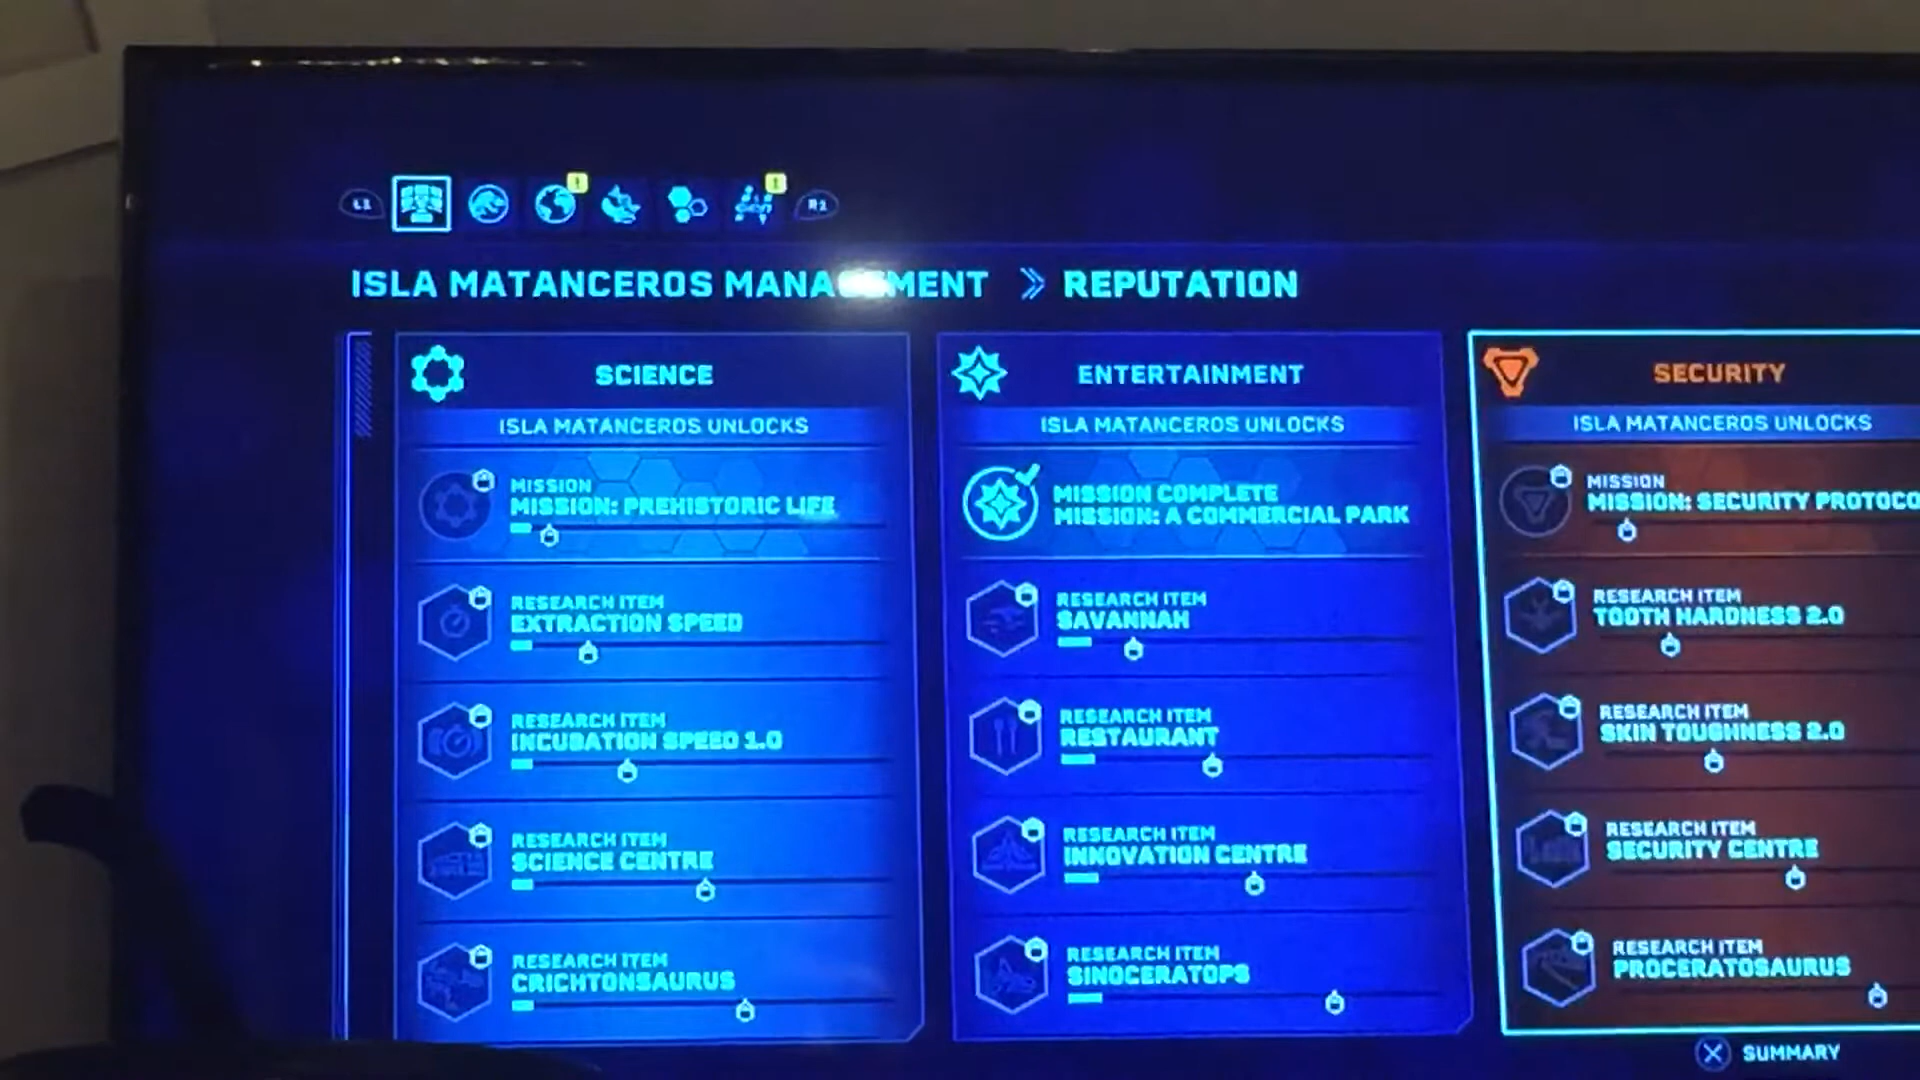 L1
R1
ISLA MATANCEROS MANAGEMENT
REPUTATION
SCIENCE
ISLA MATANCEROS UNLOCKS
MISSION
MISSION: PREHISTORIC LIFE
RESEARCH ITEM
EXTRACTION SPEED
RESEARCH ITEM
INCUBATION SPEED 1.0
RESEARCH ITEM
SCIENCE CENTRE
RESEARCH ITEM
CRICHTONSAURUS
ENTERTAINMENT
ISLA MATANCEROS UNLOCKS
MISSION COMPLETE
MISSION: A COMMERCIAL PARK
RESEARCH ITEM
SAVANNAH
RESEARCH ITEM
RESTAURANT
RESEARCH ITEM
INNOVATION CENTRE
RESEARCH ITEM
SINOCERATOPS
SECURITY
ISLA MATANCEROS UNLOCKS
MISSION
MISSION: SECURITY PROTOCO
RESEARCH ITEM
TOOTH HARDNESS 2.0
RESEARCH ITEM
SKIN TOUGHNESS 2.0
RESEARCH ITEM
SECURITY CENTRE
RESEARCH ITEM
PROCERATOSAURUS
SUMMARY